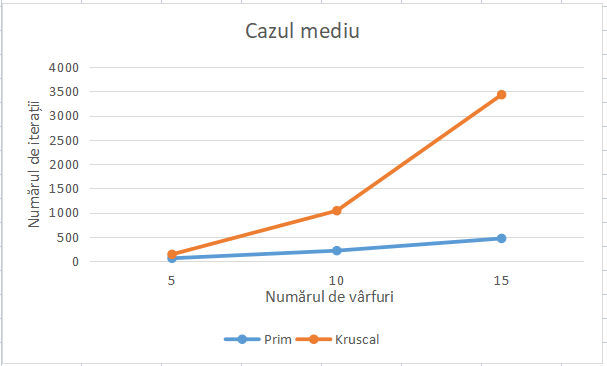 Cazul mediu
4000
3500
3000
2500
2000
1500
1000
500
0
Numărul de iterații
5 10 15
Numărul de vârfuri
Prim Kruscal